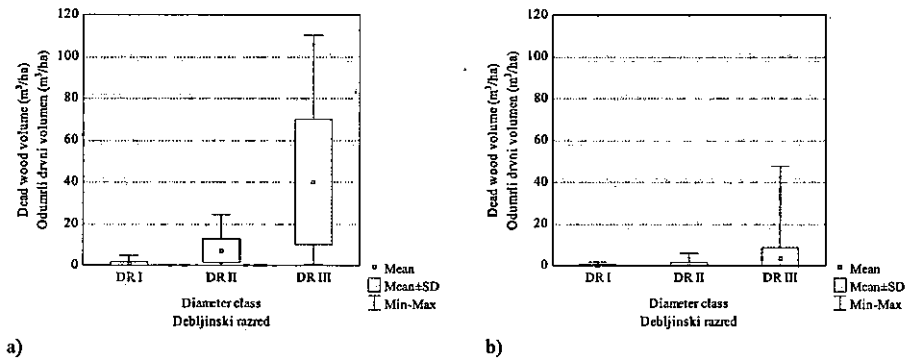 120
100
80
60
40
20
0
Dead wood volume (m³/ha)
Odumrli drvni volumen (m³/ha)
DR I
DR II
DR III
Diameter class
Debljinski razred
Mean
Mean±SD
Min-Max
a)
120
100
80
60
40
20
0
Dead wood volume (m³/ha)
Odumrli drvni volumen (m³/ha)
DR I
DR II
DR III
Diameter class
Debljinski razred
Mean
Mean±SD
Min-Max
b)